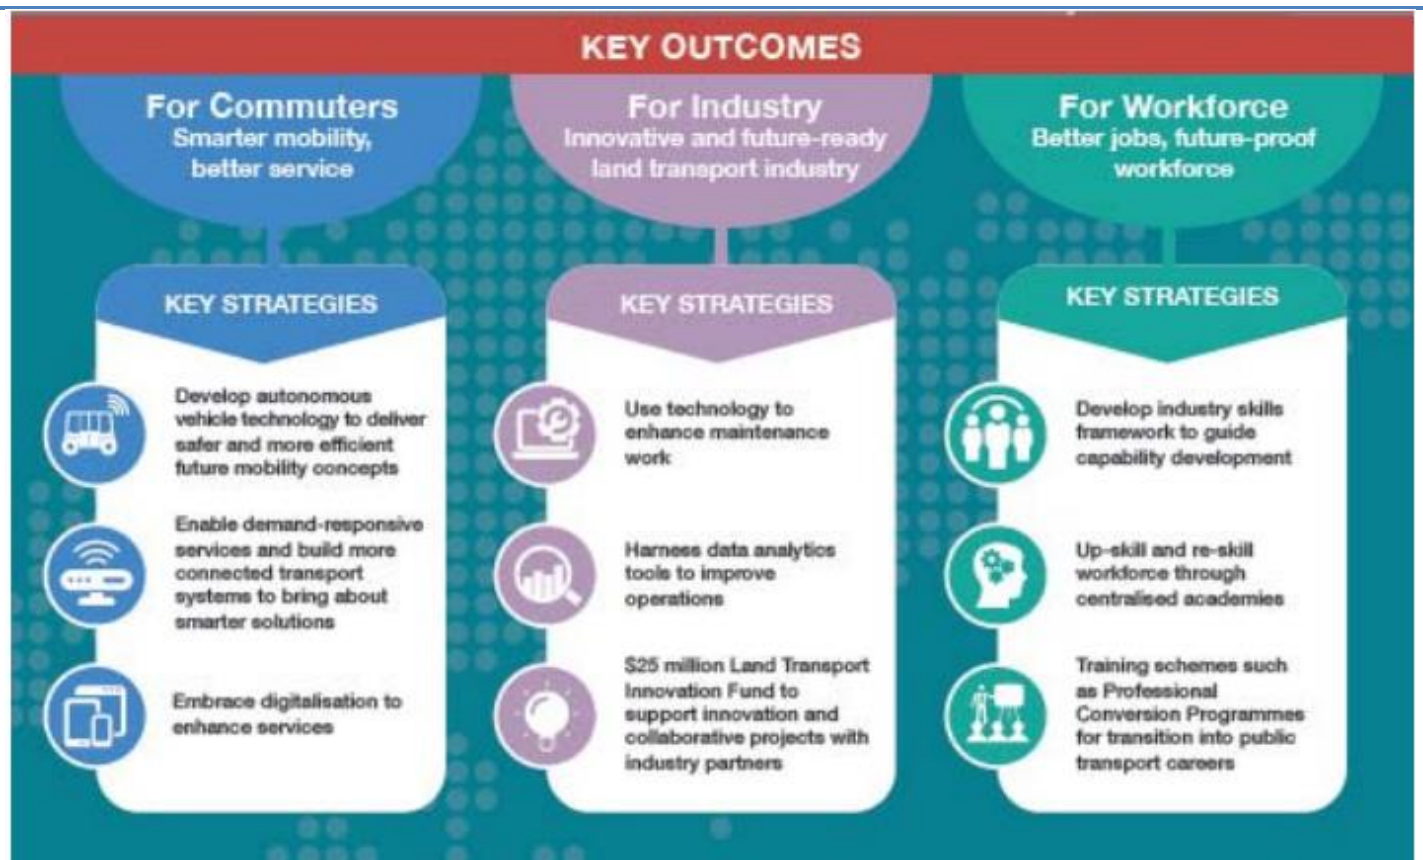 KEY OUTCOMES
For Commuters
Smarter mobility,
better service
KEY STRATEGIES
Develop autonomous
vehicle technology to deliver
safer and more efficient
future mobility concepts
Enable demand-responsive
services and build more
connected transport
systems to bring about
smarter solutions
Embrace digitalisation to
enhance services
For Industry
Innovative and future-ready
land transport industry
KEY STRATEGIES
Use technology to
enhance maintenance
work
Harness data analytics
tools to improve
operations
$25 million Land Transport
Innovation Fund to
support innovation and
collaborative projects with
industry partners
For Workforce
Better jobs, future-proof
workforce
KEY STRATEGIES
Develop industry skills
framework to guide
capability development
Up-skill and re-skill
workforce through
centralised academies
Training schemes such
as Professional
Conversion Programmes
for transition into public
transport careers